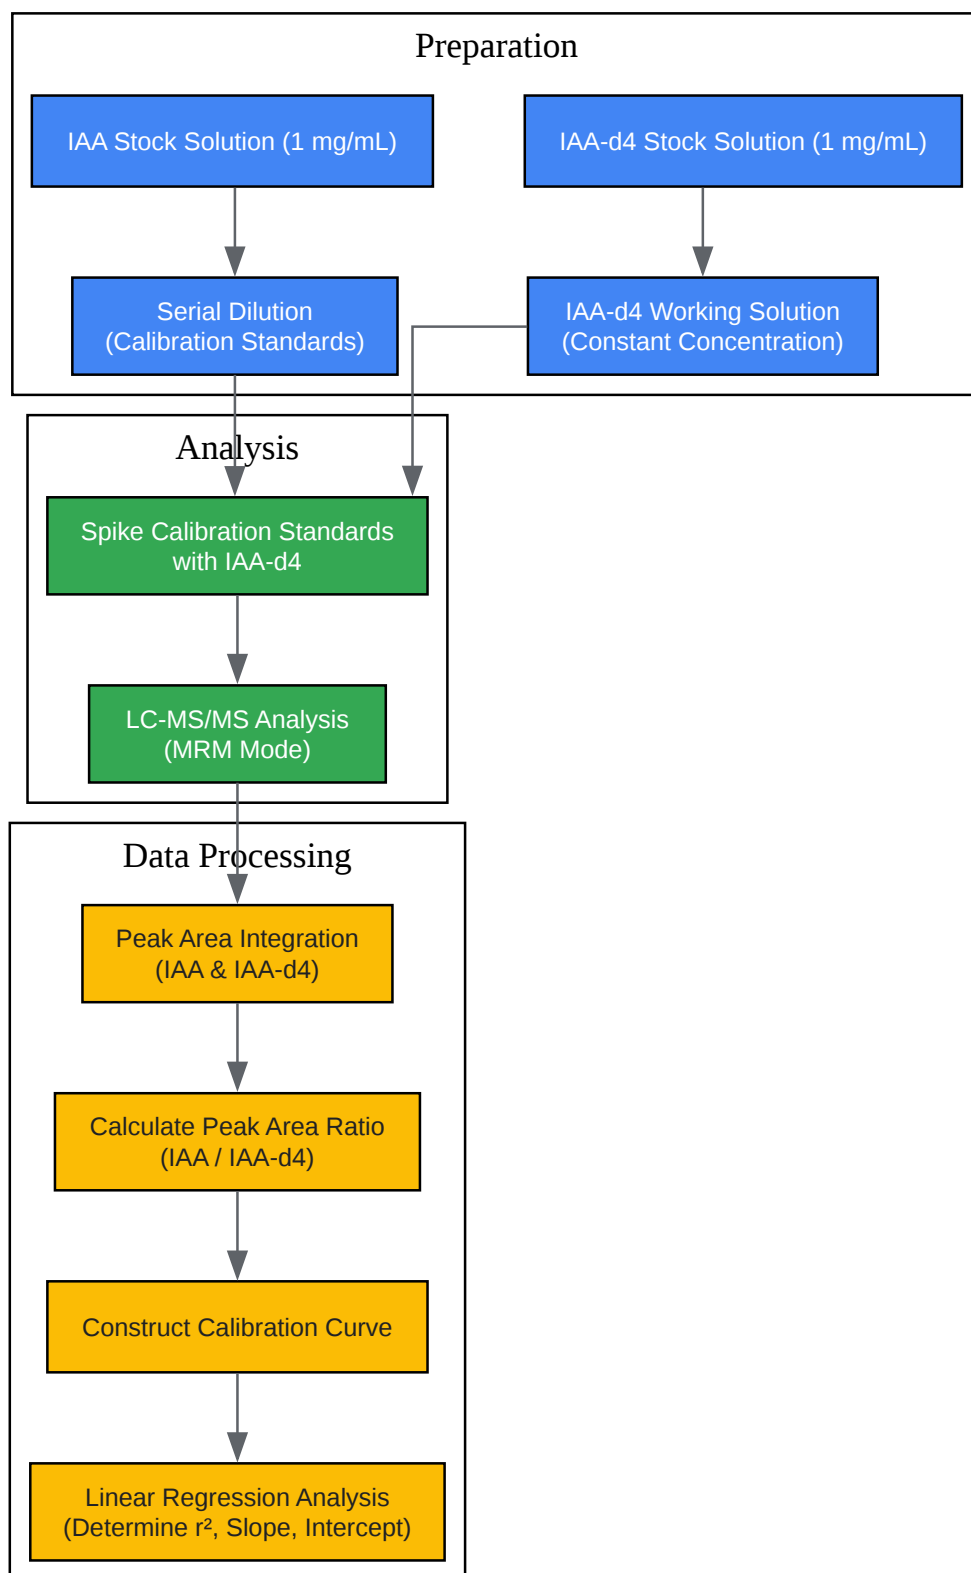 Preparation
IAA Stock Solution (1 mg/mL)
IAA-d4 Stock Solution (1 mg/mL)
Serial Dilution
(Calibration Standards)
IAA-d4 Working Solution
(Constant Concentration)
Analysis
Spike Calibration Standards
with IAA-d4
LC-MS/MS Analysis
(MRM Mode)
Data Processing
Peak Area Integration
(IAA & IAA-d4)
Calculate Peak Area Ratio
(IAA / IAA-d4)
Construct Calibration Curve
Linear Regression Analysis
(Determine r², Slope, Intercept)